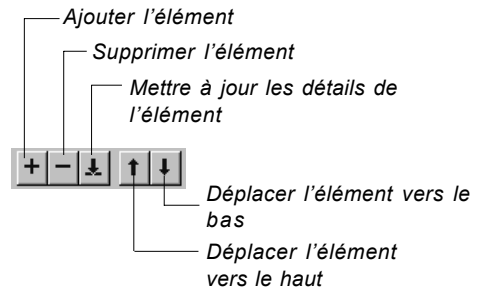 Ajouter l'élément
Supprimer l'élément
Mettre à jour les détails de
l'élément
Déplacer l'élément vers le
bas
Déplacer l'élément
vers le haut